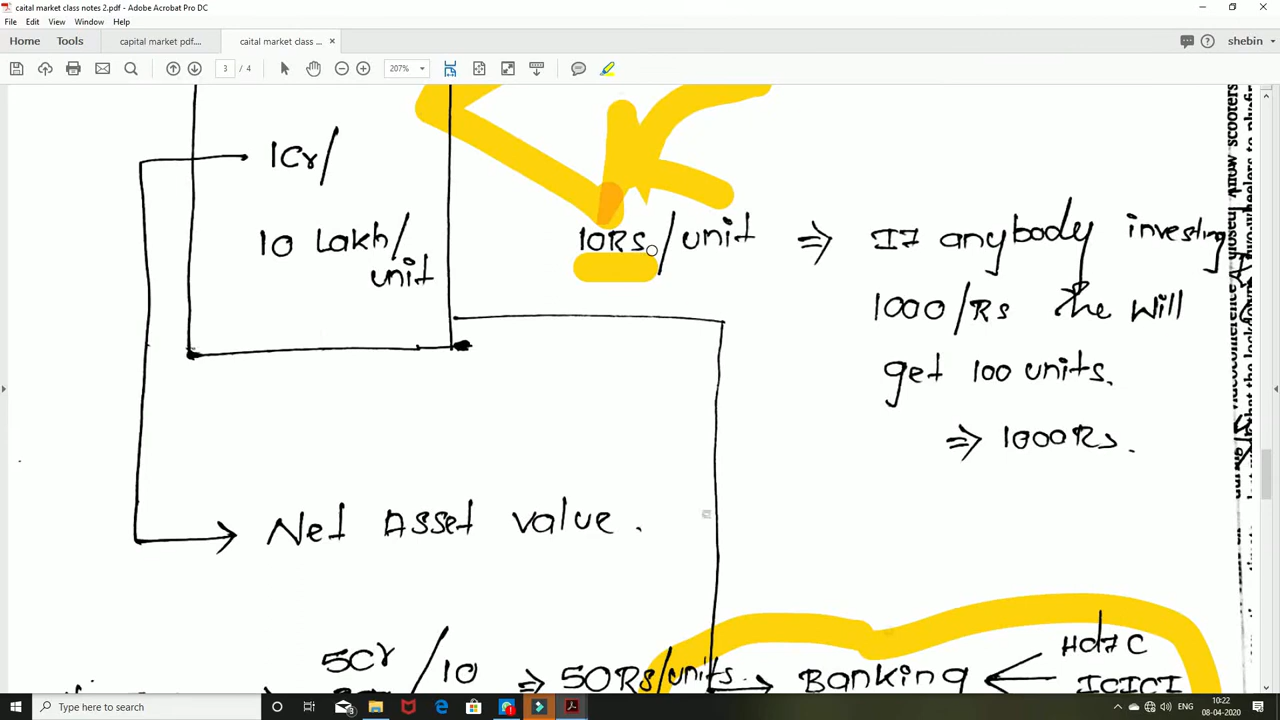 caital market class notes 2.pdf - Adobe Acrobat Pro DC
File Edit View Window Help
Home Tools capital market pdf.... caital market class ... × shebin
3 / 4 207%
1Cr/
10 Lakh/
unit
10Rs./unit ⇒ If anybody investing
1000/Rs the will
get 100 units.
⇒ 1000Rs.
Net Asset value.
5Cr/10 ⇒ 50Rs/units. → Banking
Hdfc
ICICI
Type here to search
10:22
08-04-2020